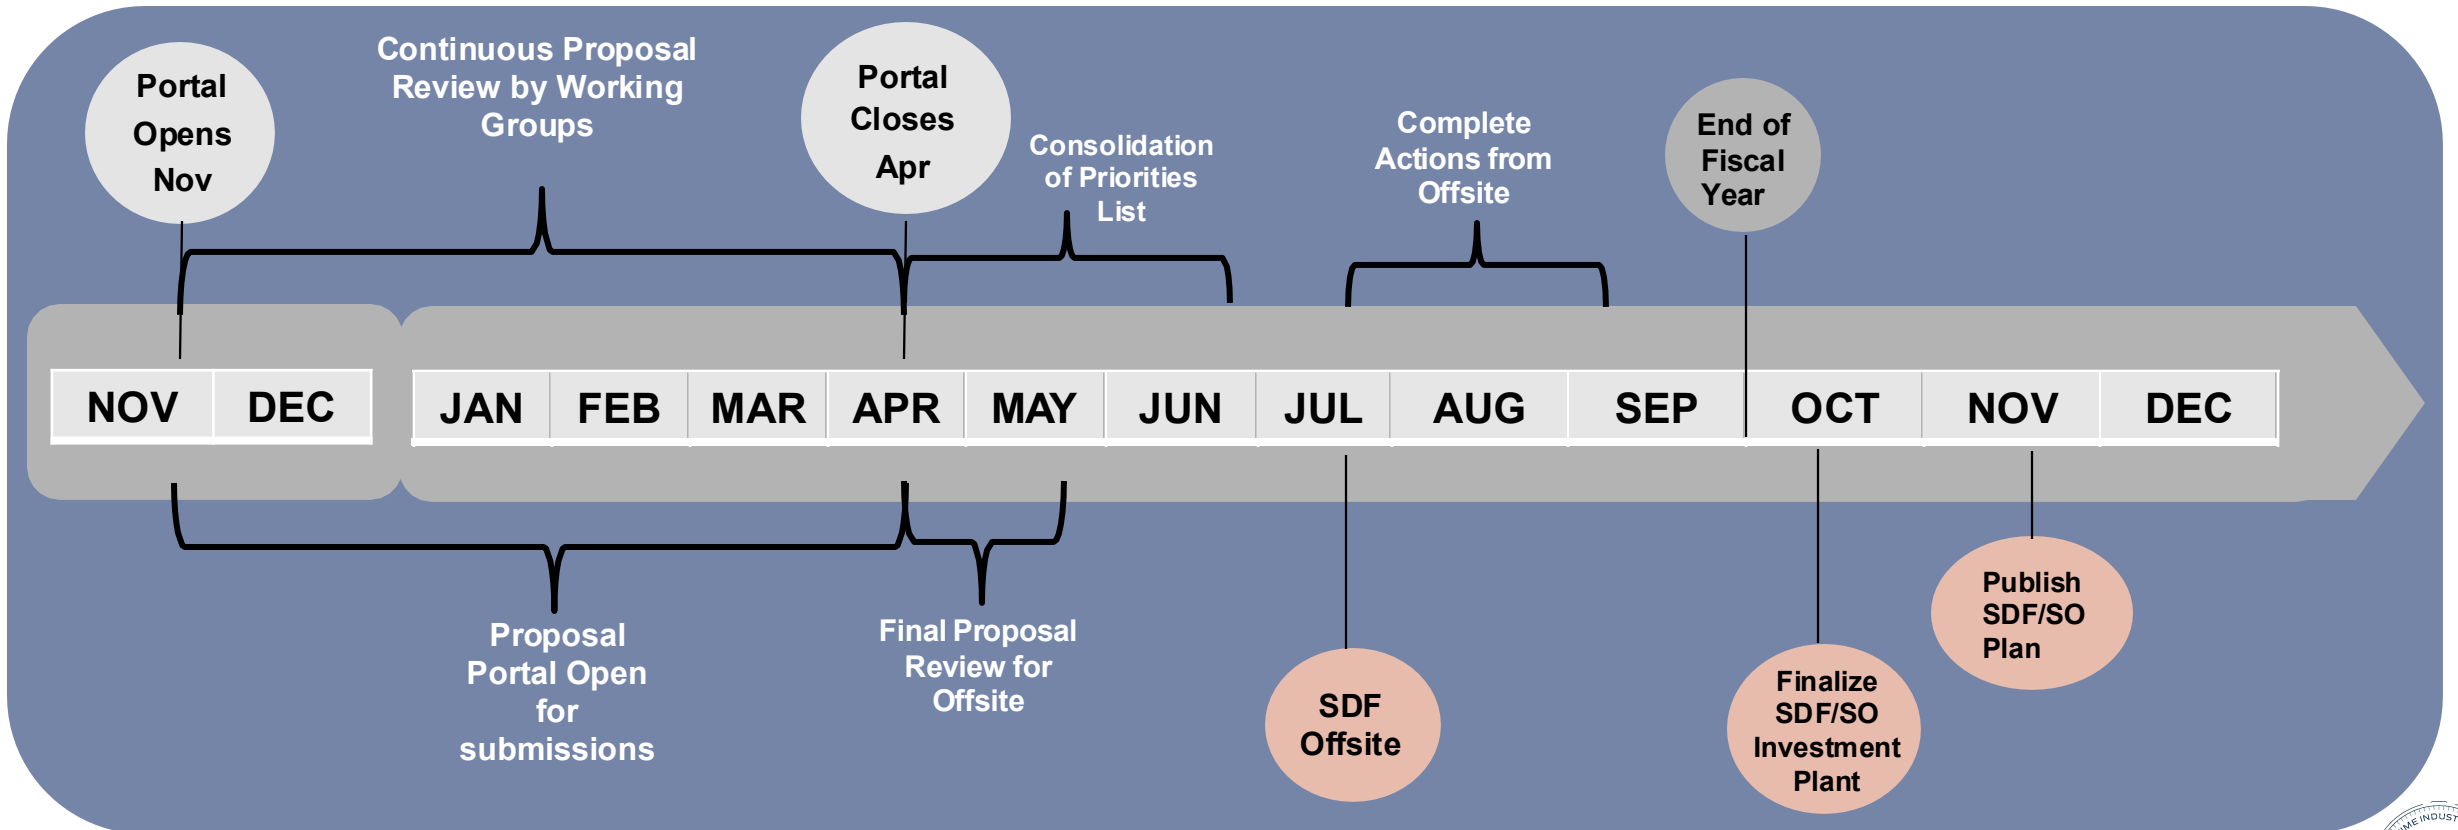 Portal
Opens
Nov
Continuous Proposal
Review by Working
Groups
Portal
Closes
Apr
Consolidation
of Priorities
List
Complete
Actions from
Offsite
End of
Fiscal
Year
NOV DEC JAN FEB MAR APR MAY JUN JUL AUG SEP OCT NOV DEC
Proposal
Portal Open
for
submissions
Final Proposal
Review for
Offsite
SDF
Offsite
Finalize
SDF/SO
Investment
Plant
Publish
SDF/SO
Plan